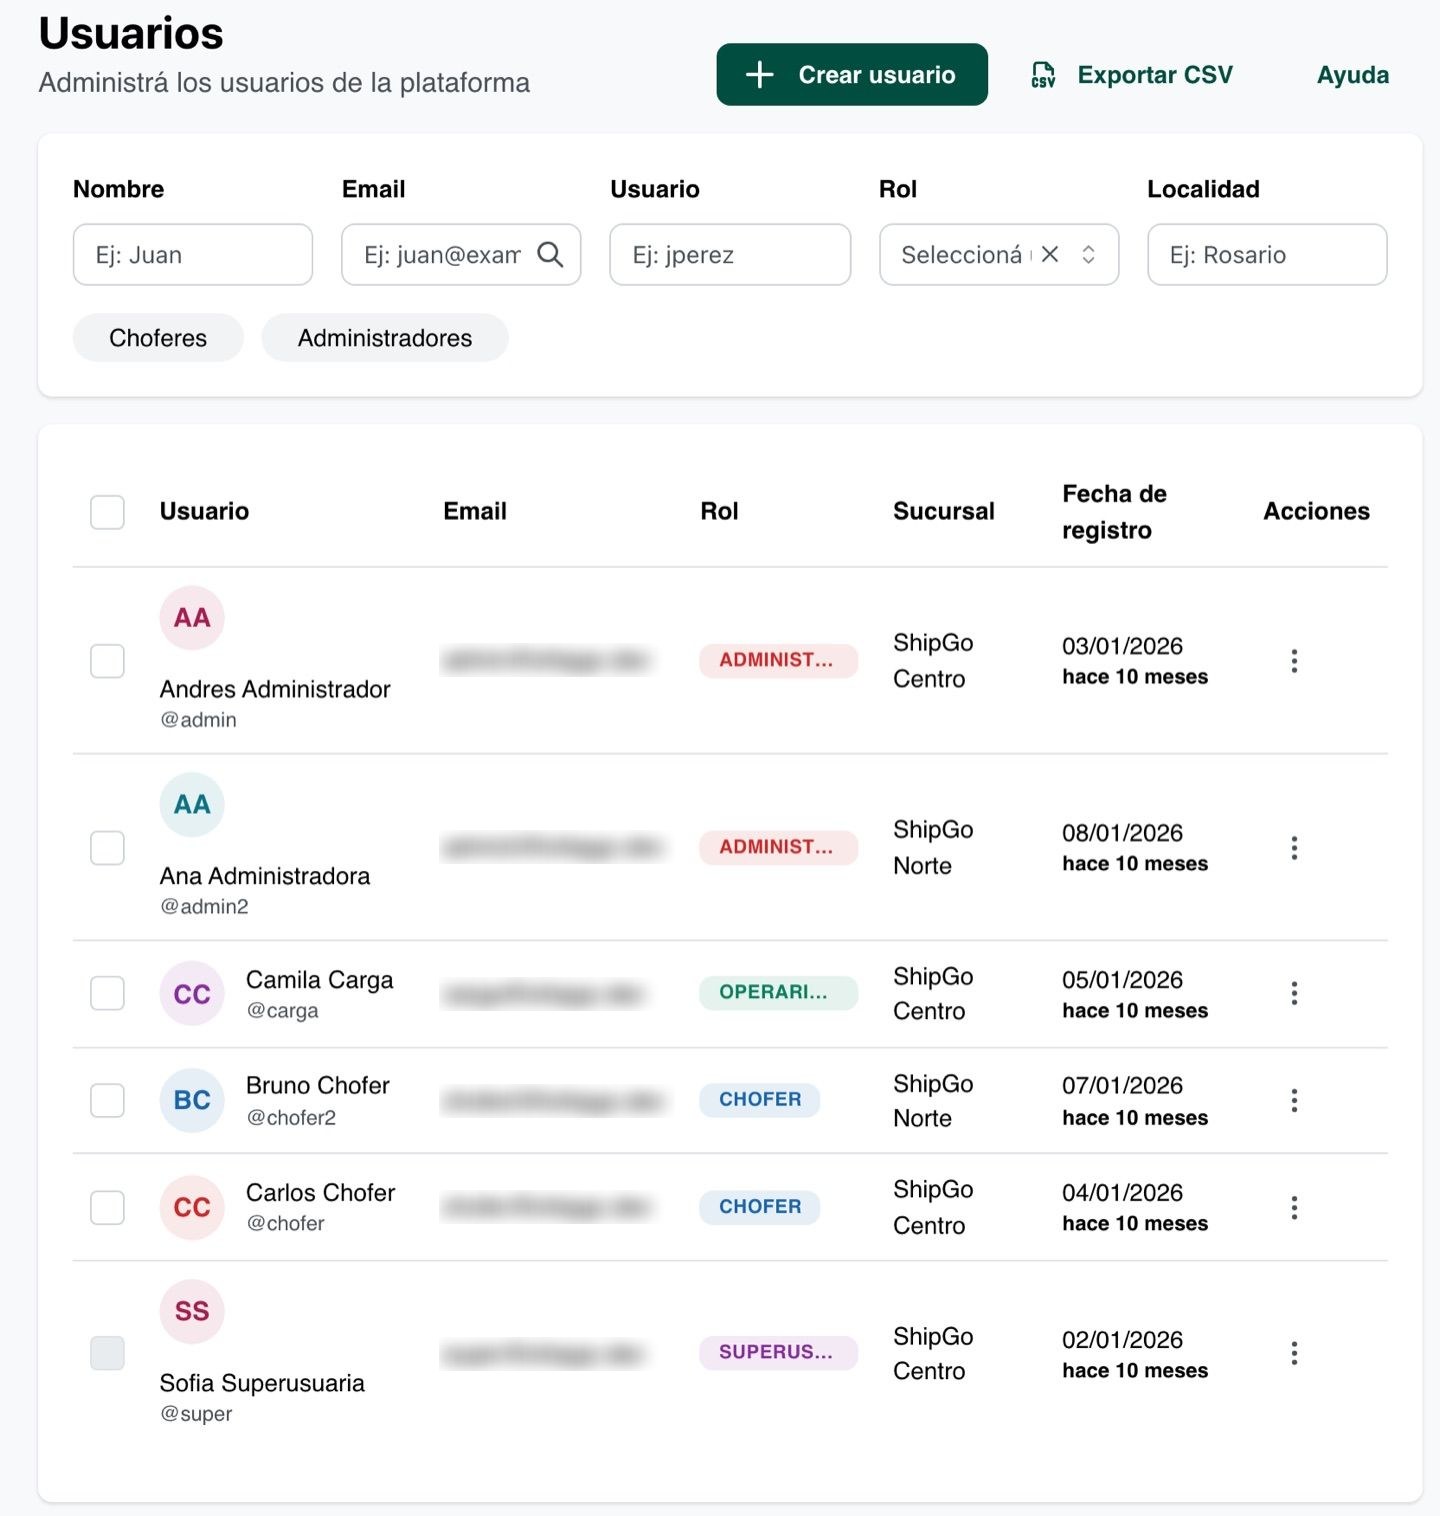 Usuarios
Administrá los usuarios de la plataforma
Crear usuario
CSV
Exportar CSV
Ayuda
Nombre
Email
Usuario
Rol
Localidad
Ej: Juan
Ej: juan@exam
Ej: jperez
Seleccioná
Ej: Rosario
Choferes
Administradores
Usuario
Email
Rol
Sucursal
Fecha de
registro
Acciones
AA
Andres Administrador
@admin
ADMINIST...
ShipGo
Centro
03/01/2026
hace 10 meses
AA
Ana Administradora
@admin2
ADMINIST...
ShipGo
Norte
08/01/2026
hace 10 meses
CC
Camila Carga
@carga
OPERARI...
ShipGo
Centro
05/01/2026
hace 10 meses
BC
Bruno Chofer
@chofer2
CHOFER
ShipGo
Norte
07/01/2026
hace 10 meses
CC
Carlos Chofer
@chofer
CHOFER
ShipGo
Centro
04/01/2026
hace 10 meses
SS
Sofia Superusuaria
@super
SUPERUS...
ShipGo
Centro
02/01/2026
hace 10 meses